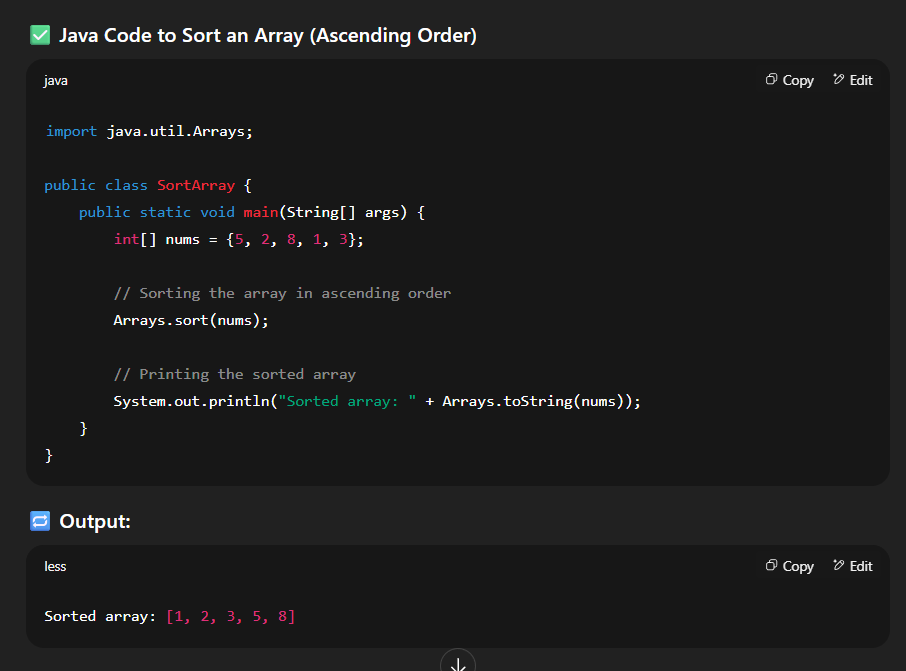 ✅ Java Code to Sort an Array (Ascending Order)
java
Copy
Edit
import java.util.Arrays;
public class SortArray {
    public static void main(String[] args) {
        int[] nums = {5, 2, 8, 1, 3};
        // Sorting the array in ascending order
        Arrays.sort(nums);
        // Printing the sorted array
        System.out.println("Sorted array: " + Arrays.toString(nums));
    }
}
🔁 Output:
less
Copy
Edit
Sorted array: [1, 2, 3, 5, 8]